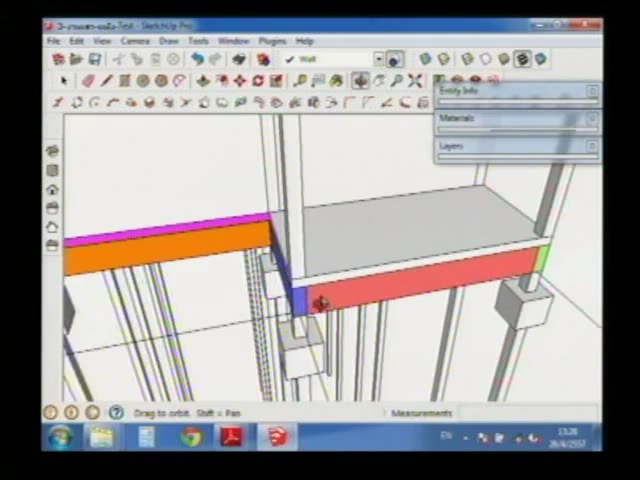 -Test - SketchUp Pro
File Edit View Camera Draw Tools Window Plugins Help
Wall
Entity Info
Materials
Layers
Drag to orbit. Shift = Pan
Measurements
EN
13:28
26/4/2557